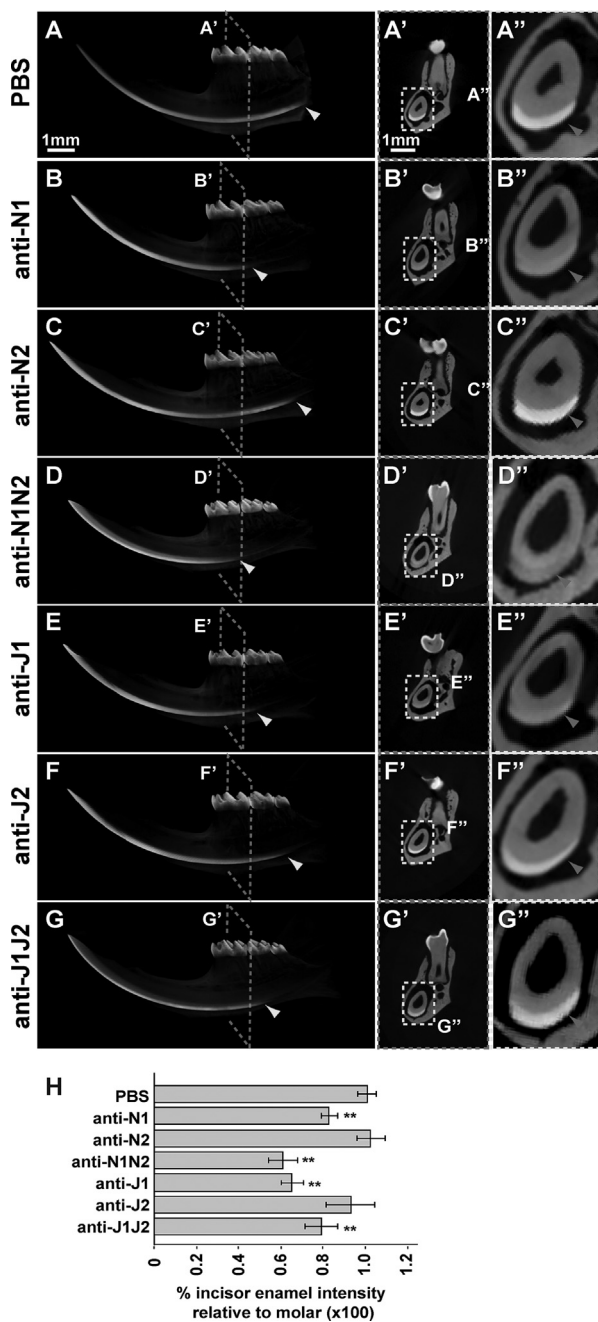 PBS
A
A'
1mm
A'
A"
1mm
A"
anti-N1
B
B'
B'
B"
B"
anti-N2
C
C'
C'
C"
C"
anti-N1N2
D
D'
D'
D"
D"
anti-J1
E
E'
E'
E"
E"
anti-J2
F
F'
F'
F"
F"
anti-J1J2
G
G'
G'
G"
G"
H
PBS
anti-N1 **
anti-N2
anti-N1N2 **
anti-J1 **
anti-J2
anti-J1J2 **
0 0.2 0.4 0.6 0.8 1.0 1.2
% incisor enamel intensity
relative to molar (x100)